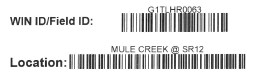 G1TLHR0063
WIN ID/Field ID:
MULE CREEK @ SR12
Location: